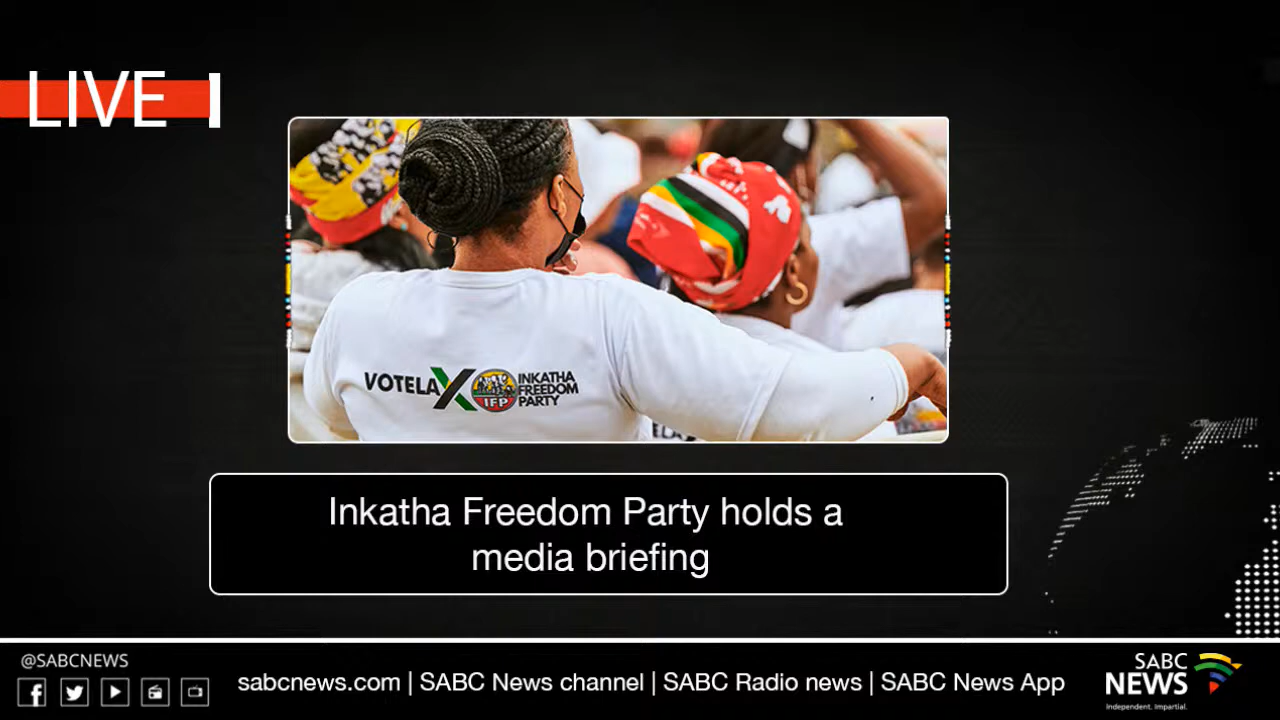 LIVE
VOTELA X
IFP
INKATHA
FREEDOM
PARTY
Inkatha Freedom Party holds a
media briefing
@SABCNEWS
sabcnews.com | SABC News channel | SABC Radio news | SABC News App
SABC
NEWS
Independent. Impartial.